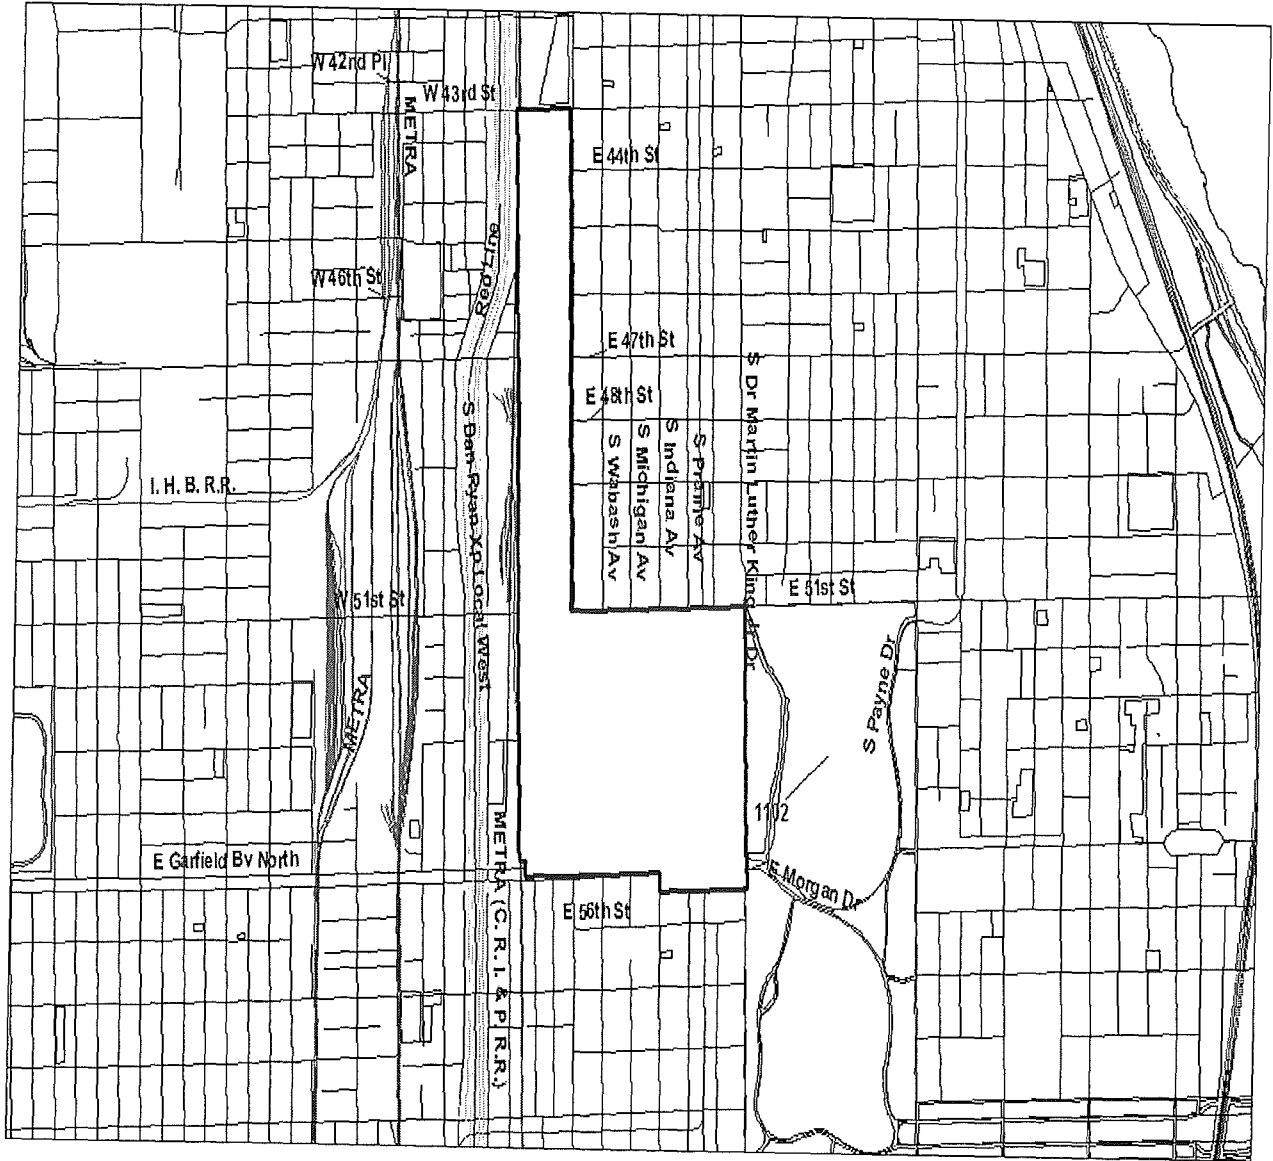 W 42nd Pl
W 43rd St
METRA
E 44th St
Red Line
W 46th St
E 47th St
E 48th St
S Dr Martin Luther King Jr Dr
S Prairie Av
S Indiana Av
S Michigan Av
S Wabash Av
S Dan Ryan Xp Local West
I. H. B. R.R.
E 51st St
W 51st St
S Payne Dr
METRA
1102
METRA (C. R. I. & P. R.R.)
E Garfield Bv North
E Morgan Dr
E 56th St